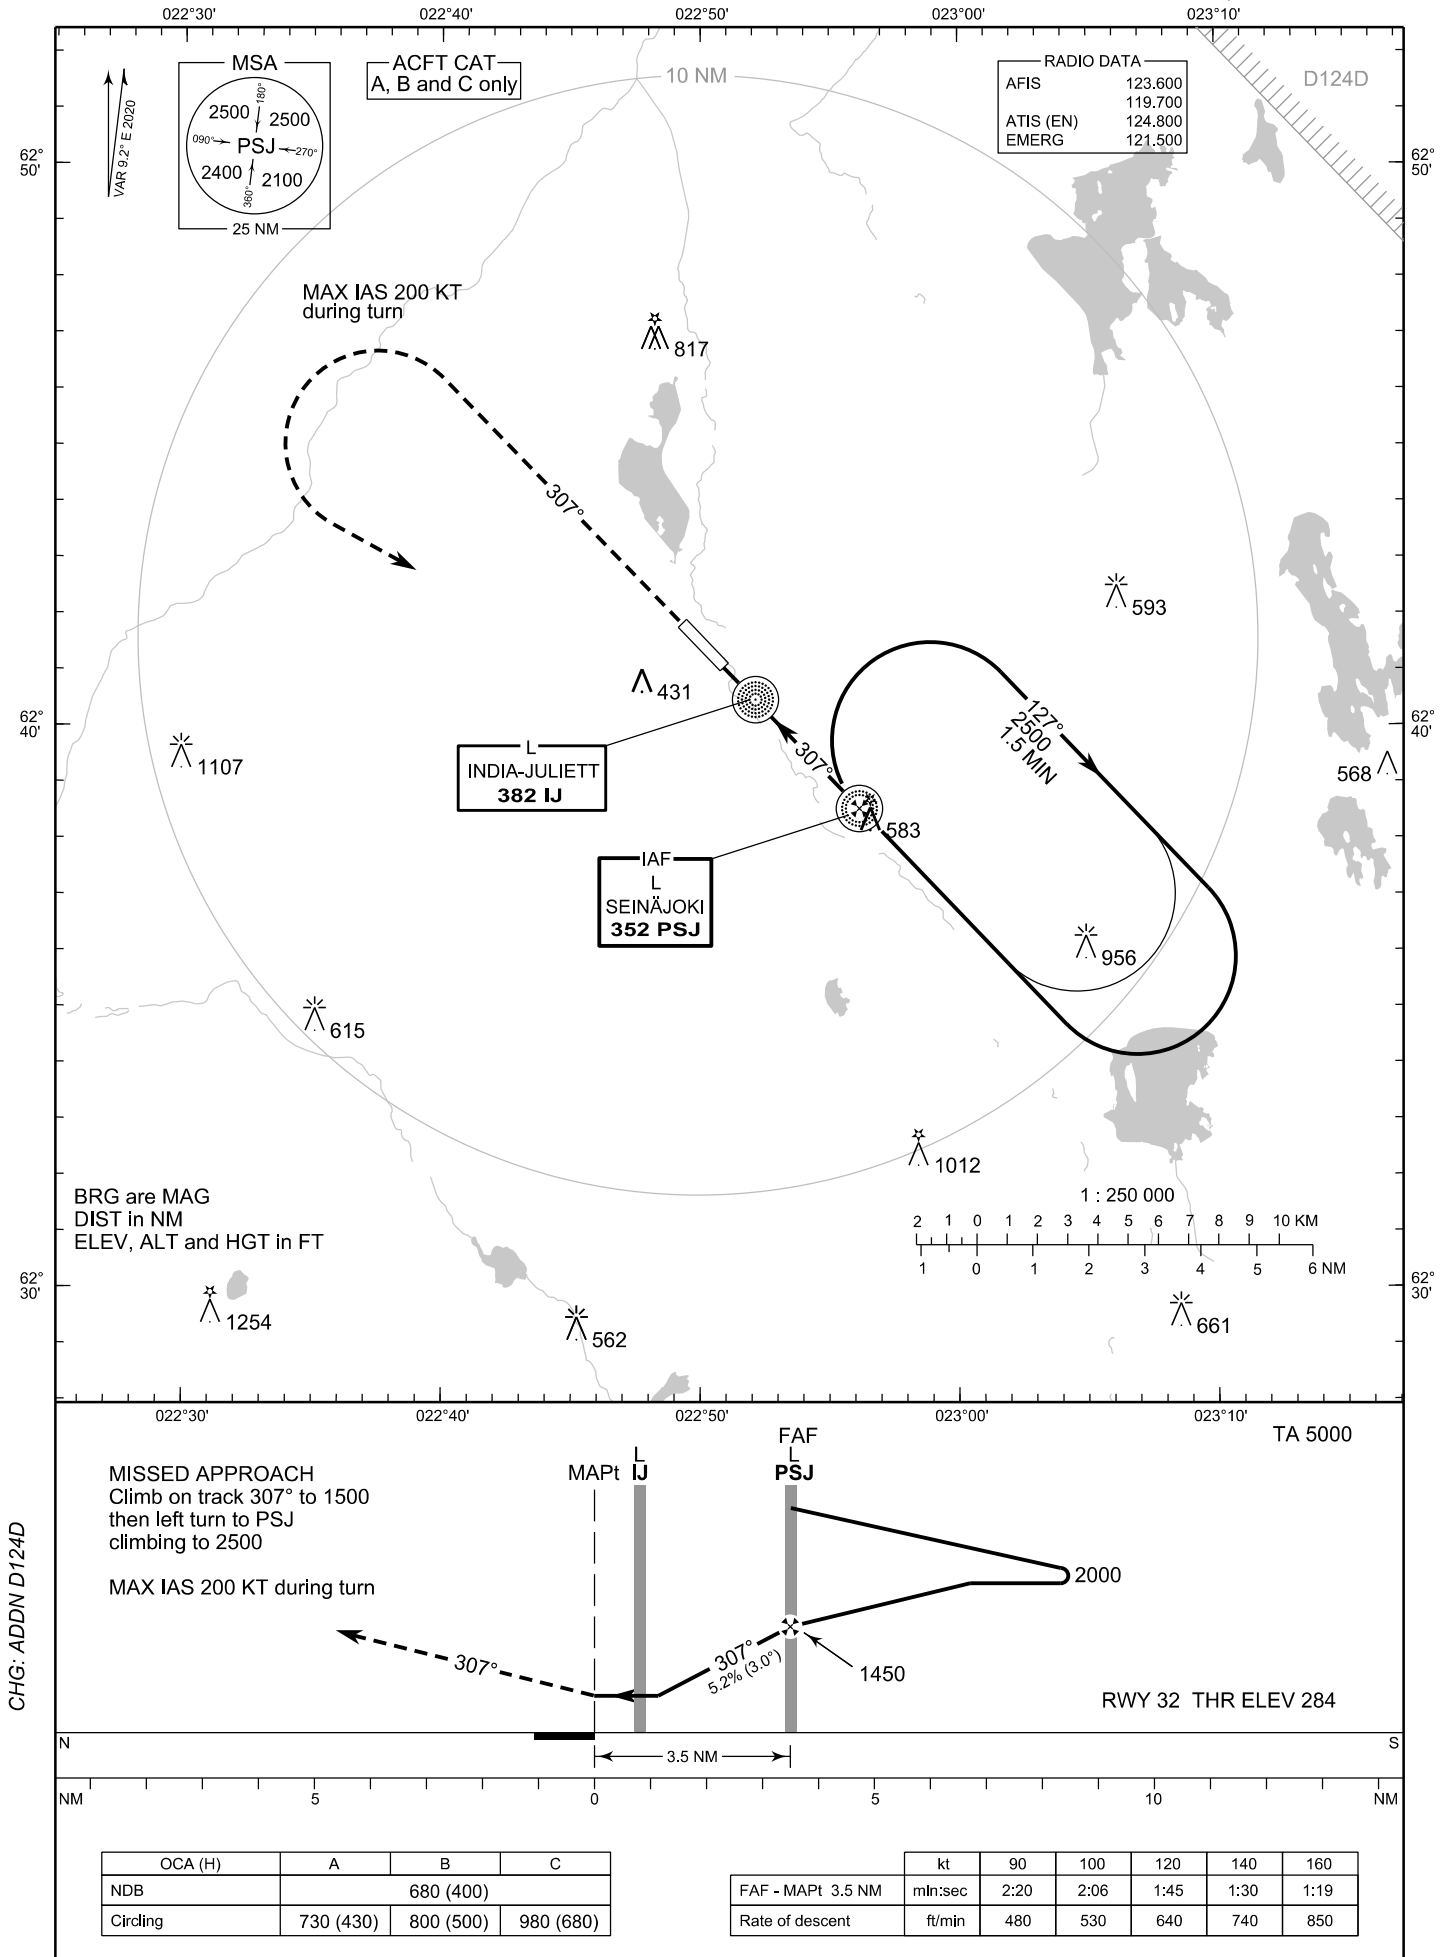 022°30'
022°40'
022°50'
023°00'
023°10'
MSA
2500
2500
2400
2100
PSJ
180°
090°
270°
360°
25 NM
VAR 9.2° E 2020
ACFT CAT
A, B and C only
10 NM
RADIO DATA
AFIS 123.600
119.700
ATIS (EN) 124.800
EMERG 121.500
D124D
62°
50'
62°
50'
MAX IAS 200 KT
during turn
817
307°
593
431
62°
40'
62°
40'
1107
L
INDIA-JULIETT
382 IJ
307°
127°
2500
1.5 MIN
568
583
IAF
L
SEINÄJOKI
352 PSJ
956
615
1012
BRG are MAG
DIST in NM
ELEV, ALT and HGT in FT
1 : 250 000
2 1 0 1 2 3 4 5 6 7 8 9 10 KM
1 0 1 2 3 4 5 6 NM
62°
30'
62°
30'
1254
562
661
022°30'
022°40'
022°50'
023°00'
023°10'
TA 5000
MISSED APPROACH
Climb on track 307° to 1500
then left turn to PSJ
climbing to 2500
MAX IAS 200 KT during turn
MAPt
L
IJ
FAF
L
PSJ
2000
307°
307°
5.2% (3.0°)
1450
RWY 32 THR ELEV 284
CHG: ADDN D124D
N
S
3.5 NM
NM 5 0 5 10 NM
OCA (H) A B C
NDB 680 (400)
Circling 730 (430) 800 (500) 980 (680)
kt 90 100 120 140 160
FAF - MAPt 3.5 NM min:sec 2:20 2:06 1:45 1:30 1:19
Rate of descent ft/min 480 530 640 740 850